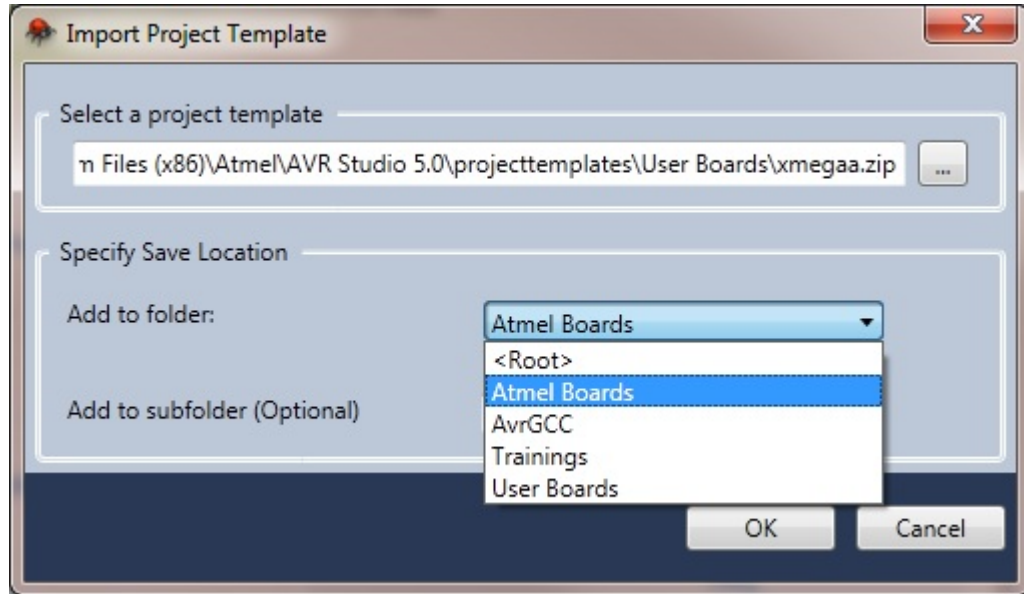 Import Project Template
Select a project template
m Files (x86)\Atmel\AVR Studio 5.0\projecttemplates\User Boards\xmegaa.zip
...
Specify Save Location
Add to folder:
Atmel Boards
<Root>
Atmel Boards
AvrGCC
Trainings
User Boards
Add to subfolder (Optional)
OK
Cancel